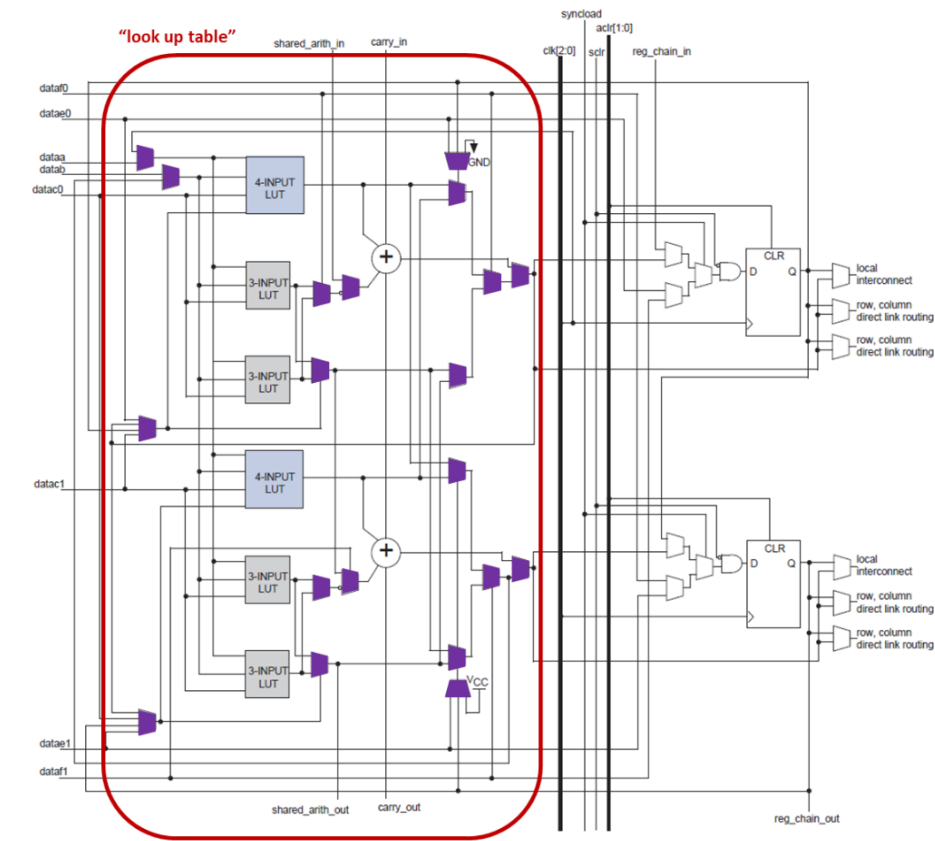 syncload
aclr[1:0]
“look up table”
shared_arith_in
carry_in
clk[2:0]
sclr
reg_chain_in
dataf0
datae0
dataa
datab
datac0
GND
4-INPUT
LUT
3-INPUT
LUT
3-INPUT
LUT
+
CLR
D
Q
local
interconnect
row, column
direct link routing
row, column
direct link routing
datac1
4-INPUT
LUT
3-INPUT
LUT
3-INPUT
LUT
+
CLR
D
Q
local
interconnect
row, column
direct link routing
row, column
direct link routing
VCC
datae1
dataf1
shared_arith_out
carry_out
reg_chain_out